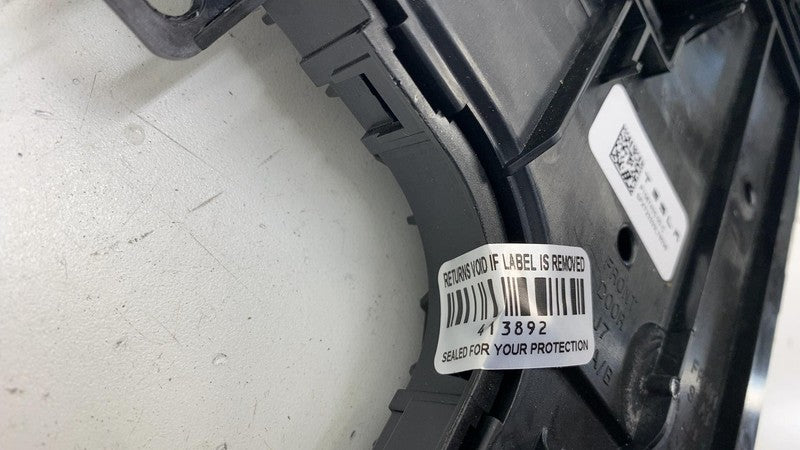 RETURNS VOID IF LABEL IS REMOVED
413892
SEALED FOR YOUR PROTECTION
TESLA
FRONT
DOOR